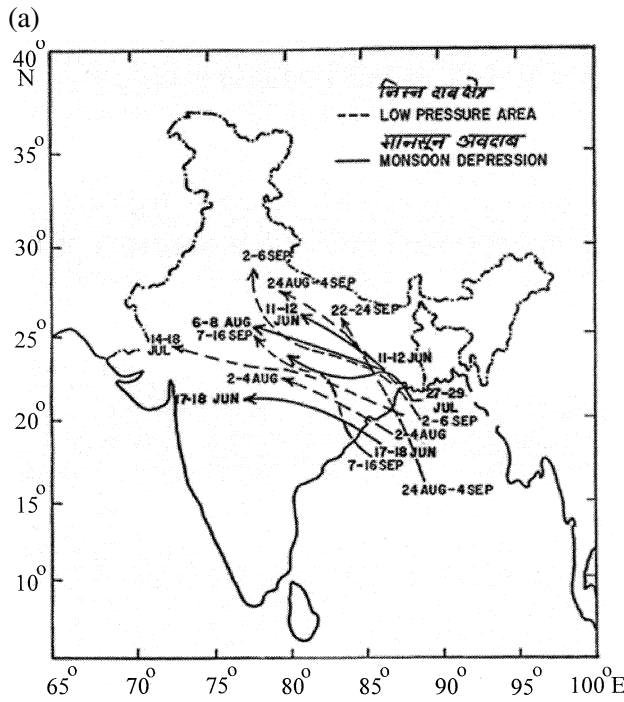 (a)
40°
N
निम्न दाब क्षेत्र
LOW PRESSURE AREA
मानसून अवदाब
MONSOON DEPRESSION
35°
30°
2-6 SEP
24 AUG-4 SEP
11-12
JUN
22-24 SEP
6-8 AUG
7-16 SEP
25°
14-18
JUL
11-12 JUN
2-4 AUG
27-29
JUL
17-18 JUN
20°
2-6 SEP
2-4 AUG
17-18 JUN
7-16 SEP
24 AUG-4 SEP
15°
10°
65°
70°
75°
80°
85°
90°
95°
100° E